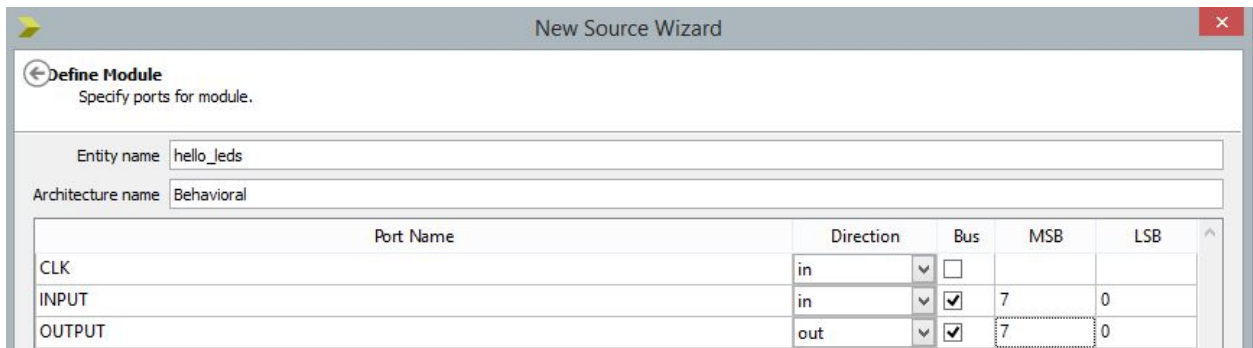 New Source Wizard
Define Module
Specify ports for module.
Entity name hello_leds
Architecture name Behavioral
Port Name Direction Bus MSB LSB
CLK in
INPUT in 7 0
OUTPUT out 7 0